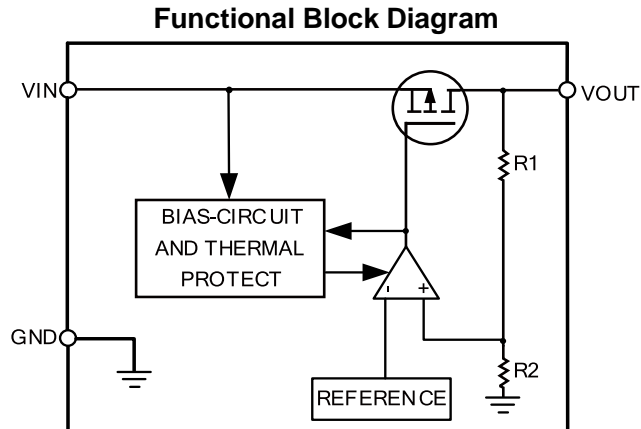 Functional Block Diagram
VIN
VOUT
R1
BIAS-CIRCUIT
AND THERMAL
PROTECT
- +
GND
R2
REFERENCE